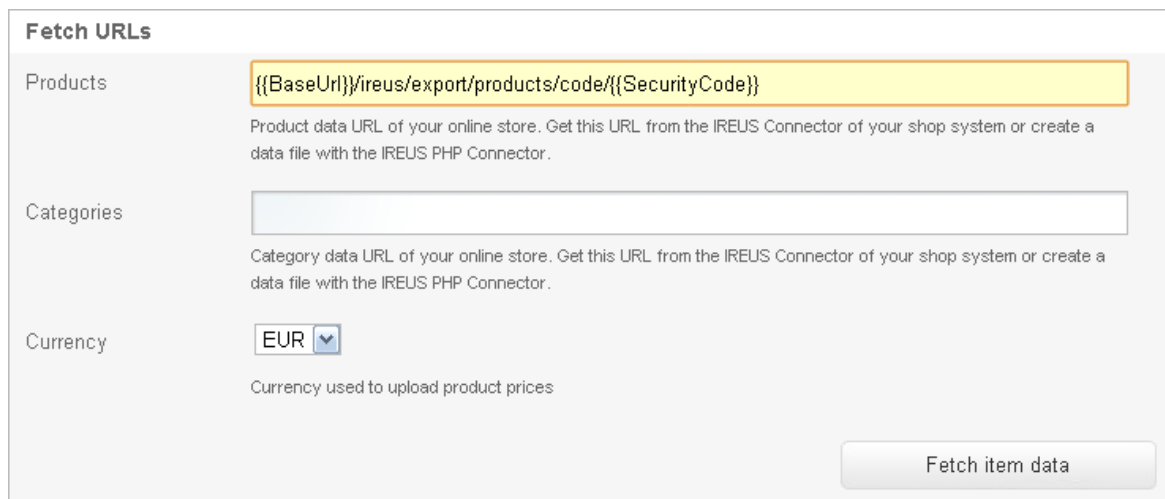 Fetch URLs
Products
{{BaseUrl}}/ireus/export/products/code/{{SecurityCode}}
Product data URL of your online store. Get this URL from the IREUS Connector of your shop system or create a
data file with the IREUS PHP Connector.
Categories
Category data URL of your online store. Get this URL from the IREUS Connector of your shop system or create a
data file with the IREUS PHP Connector.
Currency
EUR
Currency used to upload product prices
Fetch item data